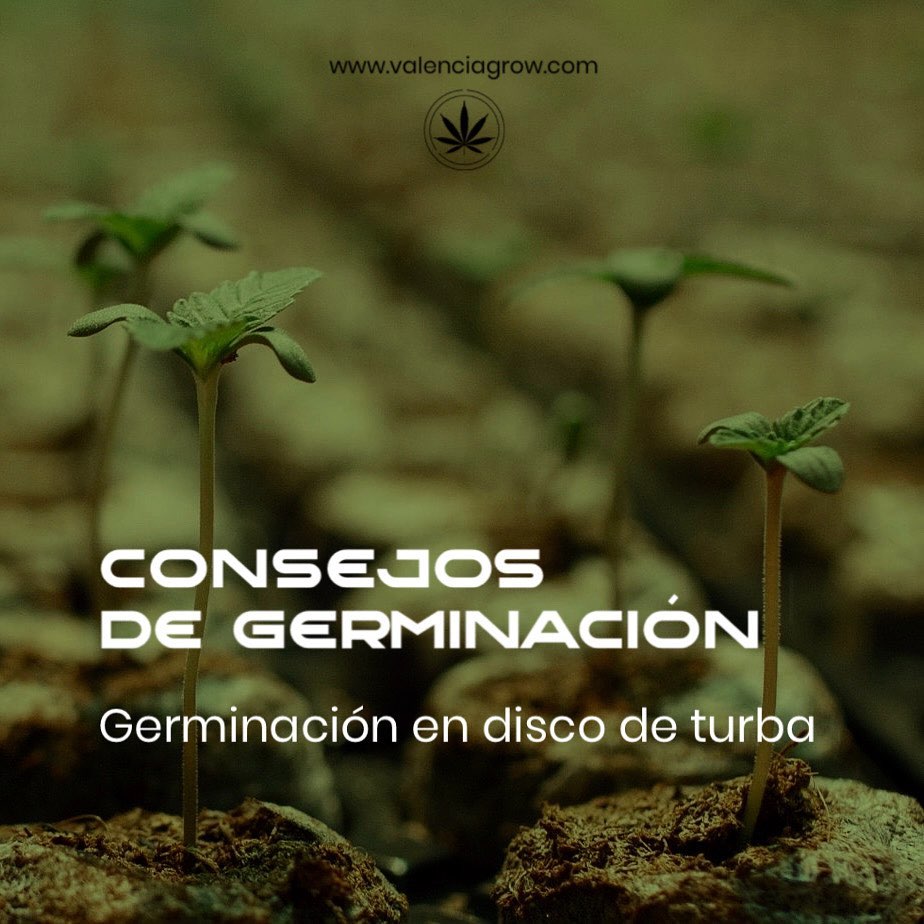 www.valenciagrow.com
CONSEJOS
DE GERMINACIÓN
Germinación en disco de turba